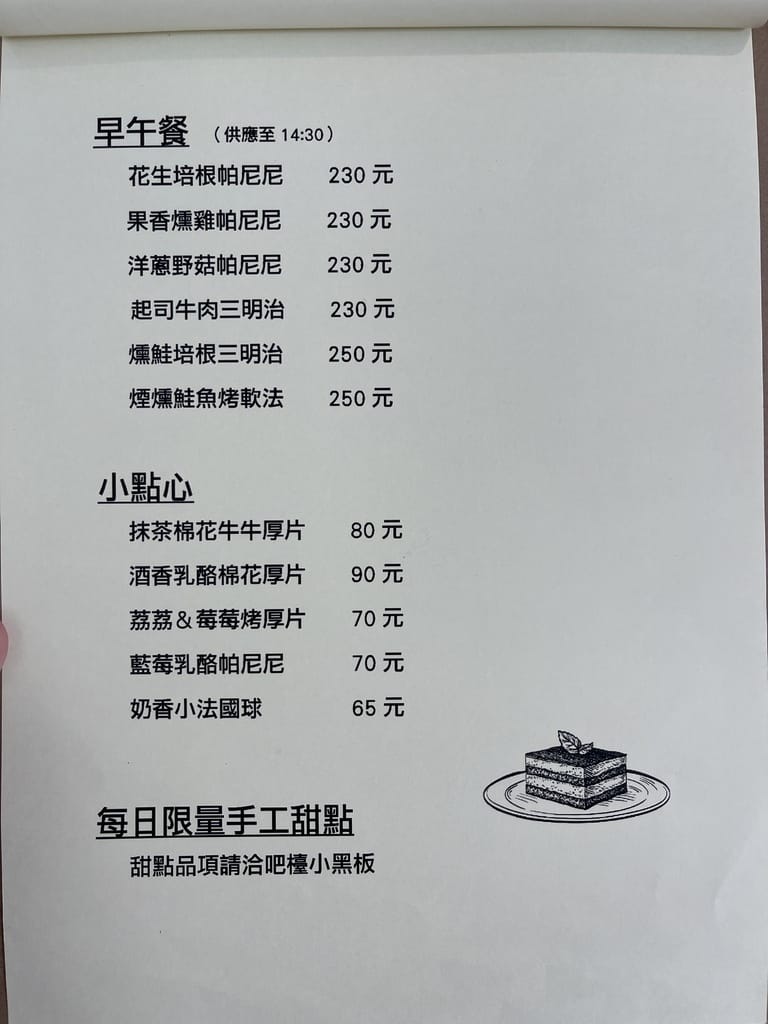 早午餐 （供應至 14:30）
花生培根帕尼尼 230 元
果香燻雞帕尼尼 230 元
洋蔥野菇帕尼尼 230 元
起司牛肉三明治 230 元
燻鮭培根三明治 250 元
煙燻鮭魚烤軟法 250 元
小點心
抹茶棉花牛牛厚片 80 元
酒香乳酪棉花厚片 90 元
荔荔＆莓莓烤厚片 70 元
藍莓乳酪帕尼尼 70 元
奶香小法國球 65 元
每日限量手工甜點
甜點品項請洽吧檯小黑板